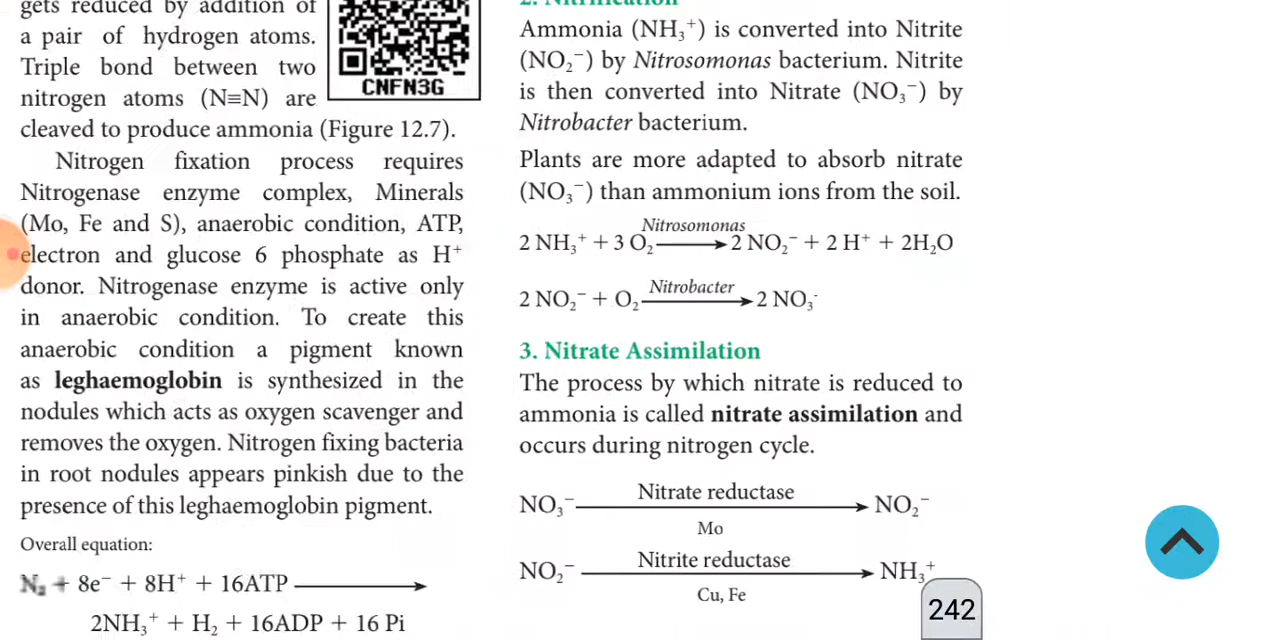 gets reduced by addition of
a pair of hydrogen atoms.
Triple bond between two
nitrogen atoms (N≡N) are
cleaved to produce ammonia (Figure 12.7).
CNFN3G
Nitrogen fixation process requires
Nitrogenase enzyme complex, Minerals
(Mo, Fe and S), anaerobic condition, ATP,
electron and glucose 6 phosphate as H⁺
donor. Nitrogenase enzyme is active only
in anaerobic condition. To create this
anaerobic condition a pigment known
as leghaemoglobin is synthesized in the
nodules which acts as oxygen scavenger and
removes the oxygen. Nitrogen fixing bacteria
in root nodules appears pinkish due to the
presence of this leghaemoglobin pigment.
Overall equation:
N₂ + 8e⁻ + 8H⁺ + 16ATP ⟶
2NH₃⁺ + H₂ + 16ADP + 16 Pi
2. Nitrification
Ammonia (NH₃⁺) is converted into Nitrite
(NO₂⁻) by Nitrosomonas bacterium. Nitrite
is then converted into Nitrate (NO₃⁻) by
Nitrobacter bacterium.
Plants are more adapted to absorb nitrate
(NO₃⁻) than ammonium ions from the soil.
Nitrosomonas
2 NH₃⁺ + 3 O₂ ⟶ 2 NO₂⁻ + 2 H⁺ + 2H₂O
Nitrobacter
2 NO₂⁻ + O₂ ⟶ 2 NO₃⁻
3. Nitrate Assimilation
The process by which nitrate is reduced to
ammonia is called nitrate assimilation and
occurs during nitrogen cycle.
Nitrate reductase
NO₃⁻ ⟶ NO₂⁻
Mo
Nitrite reductase
NO₂⁻ ⟶ NH₃⁺
Cu, Fe
242